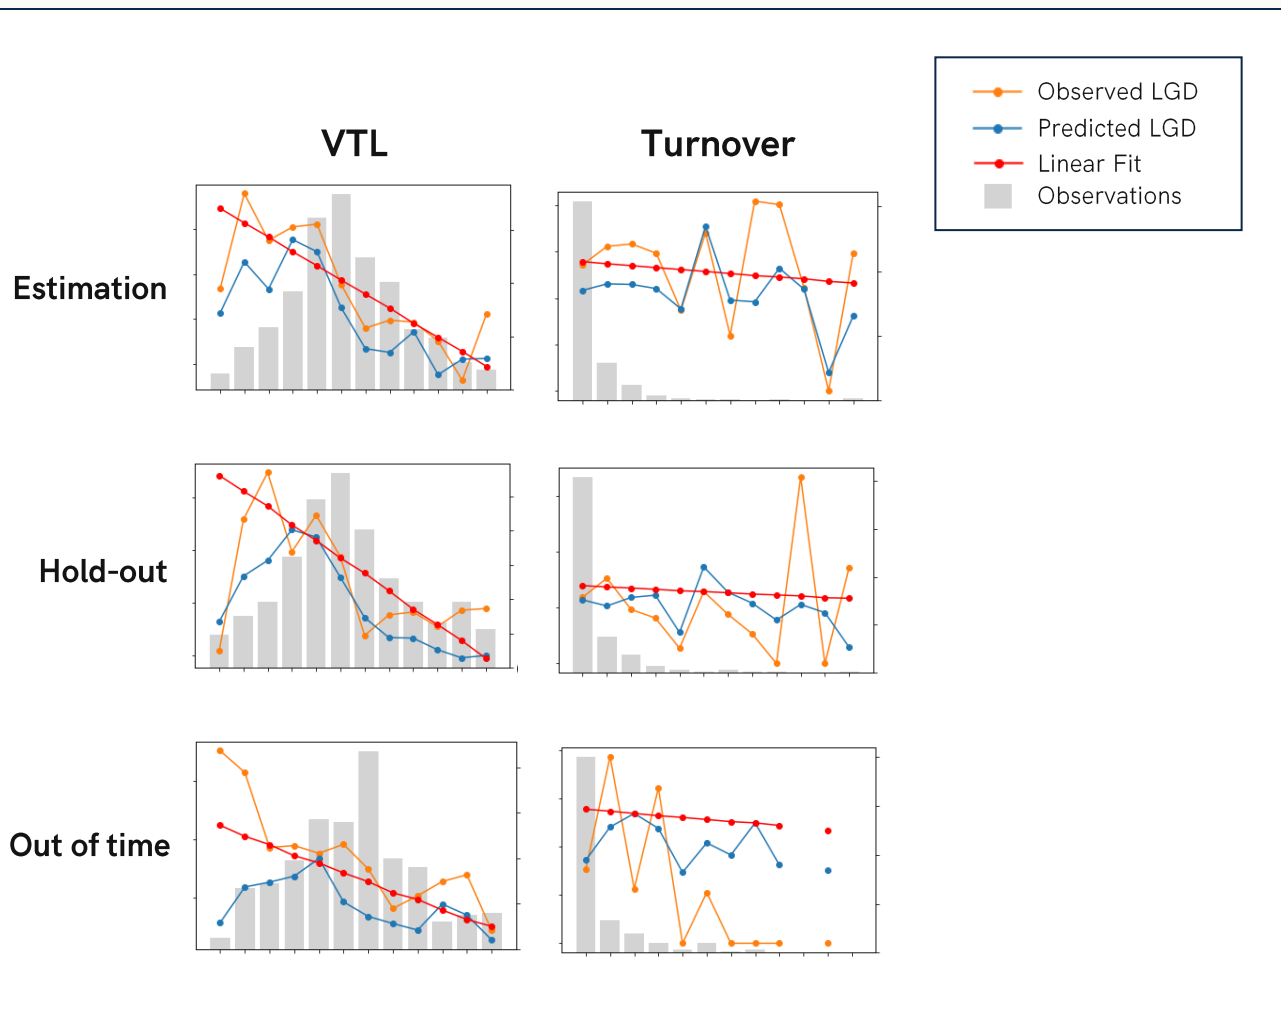 Observed LGD
Predicted LGD
Linear Fit
Observations
VTL
Turnover
Estimation
Hold-out
Out of time